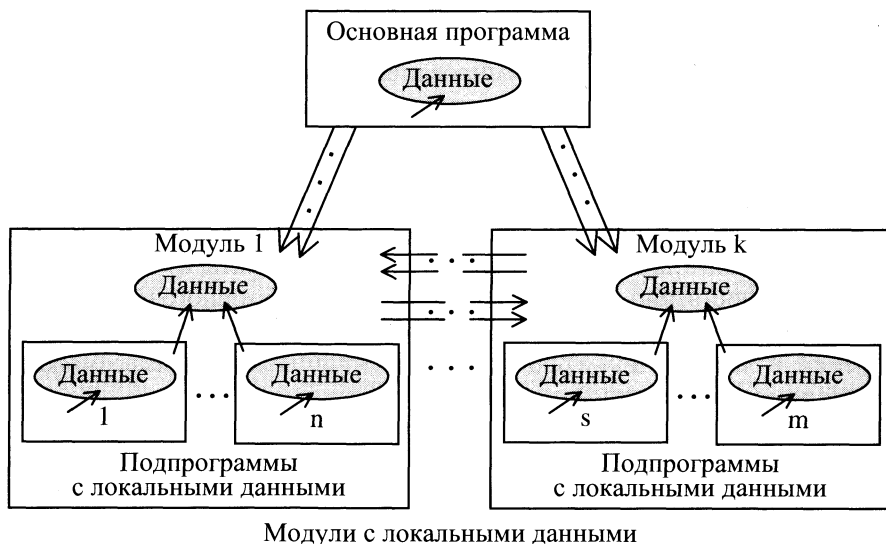 Основная программа
Данные
Модуль 1
Модуль k
Данные
Данные
Данные
Данные
Данные
Данные
1
n
s
m
Подпрограммы
с локальными данными
Подпрограммы
с локальными данными
Модули с локальными данными